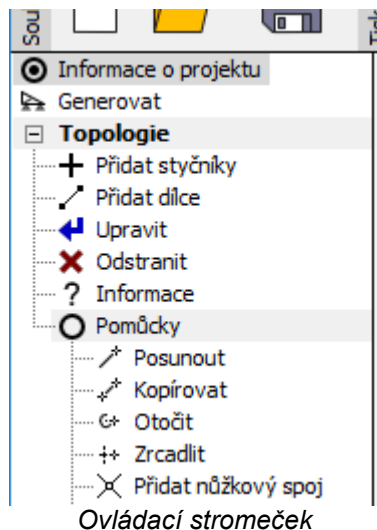 Sou
Informace o projektu
Generovat
Topologie
Přidat styčníky
Přidat dílce
Upravit
Odstranit
Informace
Pomůcky
Posunout
Kopírovat
Otočit
Zrcadlit
Přidat nůžkový spoj
Ovládací stromeček